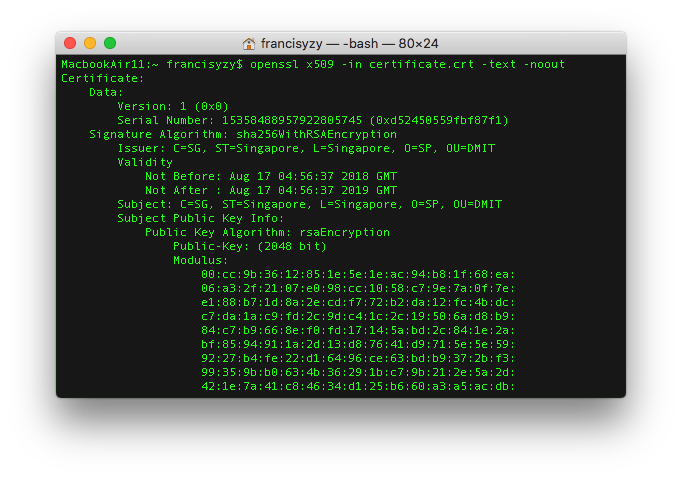 francisyzy — -bash — 80×24
MacbookAir11:~ francisyzy$ openssl x509 -in certificate.crt -text -noout
Certificate:
    Data:
        Version: 1 (0x0)
        Serial Number: 15358488957922805745 (0xd52450559fbf87f1)
    Signature Algorithm: sha256WithRSAEncryption
        Issuer: C=SG, ST=Singapore, L=Singapore, O=SP, OU=DMIT
        Validity
            Not Before: Aug 17 04:56:37 2018 GMT
            Not After : Aug 17 04:56:37 2019 GMT
        Subject: C=SG, ST=Singapore, L=Singapore, O=SP, OU=DMIT
        Subject Public Key Info:
            Public Key Algorithm: rsaEncryption
                Public-Key: (2048 bit)
                Modulus:
                    00:cc:9b:36:12:85:1e:5e:1e:ac:94:b8:1f:68:ea:
                    06:a3:2f:21:07:e0:98:cc:10:58:c7:9e:7a:0f:7e:
                    e1:88:b7:1d:8a:2e:cd:f7:72:b2:da:12:fc:4b:dc:
                    c7:da:1a:c9:fd:2c:9d:c4:1c:2c:19:50:6a:d8:b9:
                    84:c7:b9:66:8e:f0:fd:17:14:5a:bd:2c:84:1e:2a:
                    bf:85:94:91:1a:2d:13:d8:76:41:d9:71:5e:5e:59:
                    92:27:b4:fe:22:d1:64:96:ce:63:bd:b9:37:2b:f3:
                    99:35:9b:b0:63:4b:36:29:1b:c7:9b:21:2e:5a:2d:
                    42:1e:7a:41:c8:46:34:d1:25:b6:60:a3:a5:ac:db: